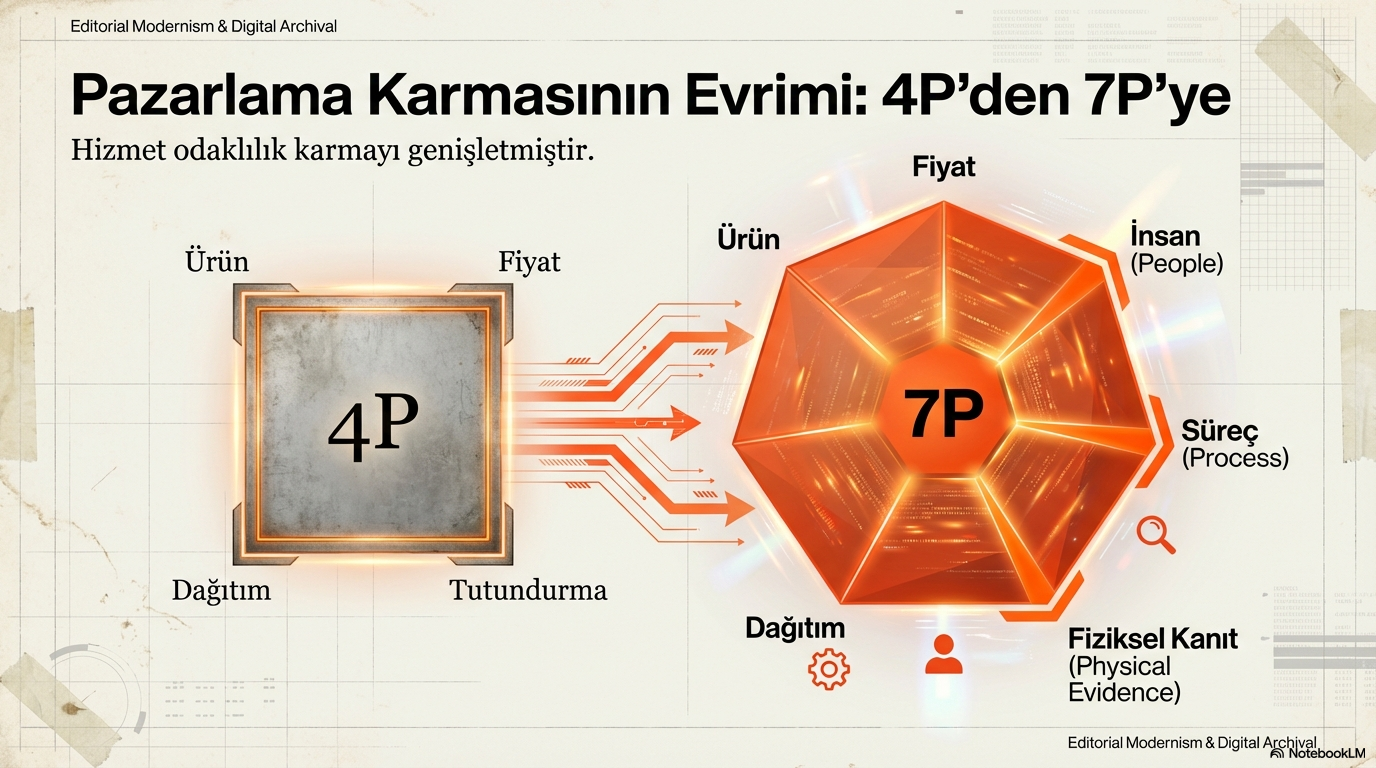 Editorial Modernism & Digital Archival
Pazarlama Karmasının Evrimi: 4P’den 7P’ye
Hizmet odaklılık karmayı genişletmiştir.
Ürün
Fiyat
4P
Dağıtım
Tutundurma
Fiyat
Ürün
İnsan
(People)
7P
Süreç
(Process)
Dağıtım
Fiziksel Kanıt
(Physical
Evidence)
Editorial Modernism & Digital Archival
NotebookLM